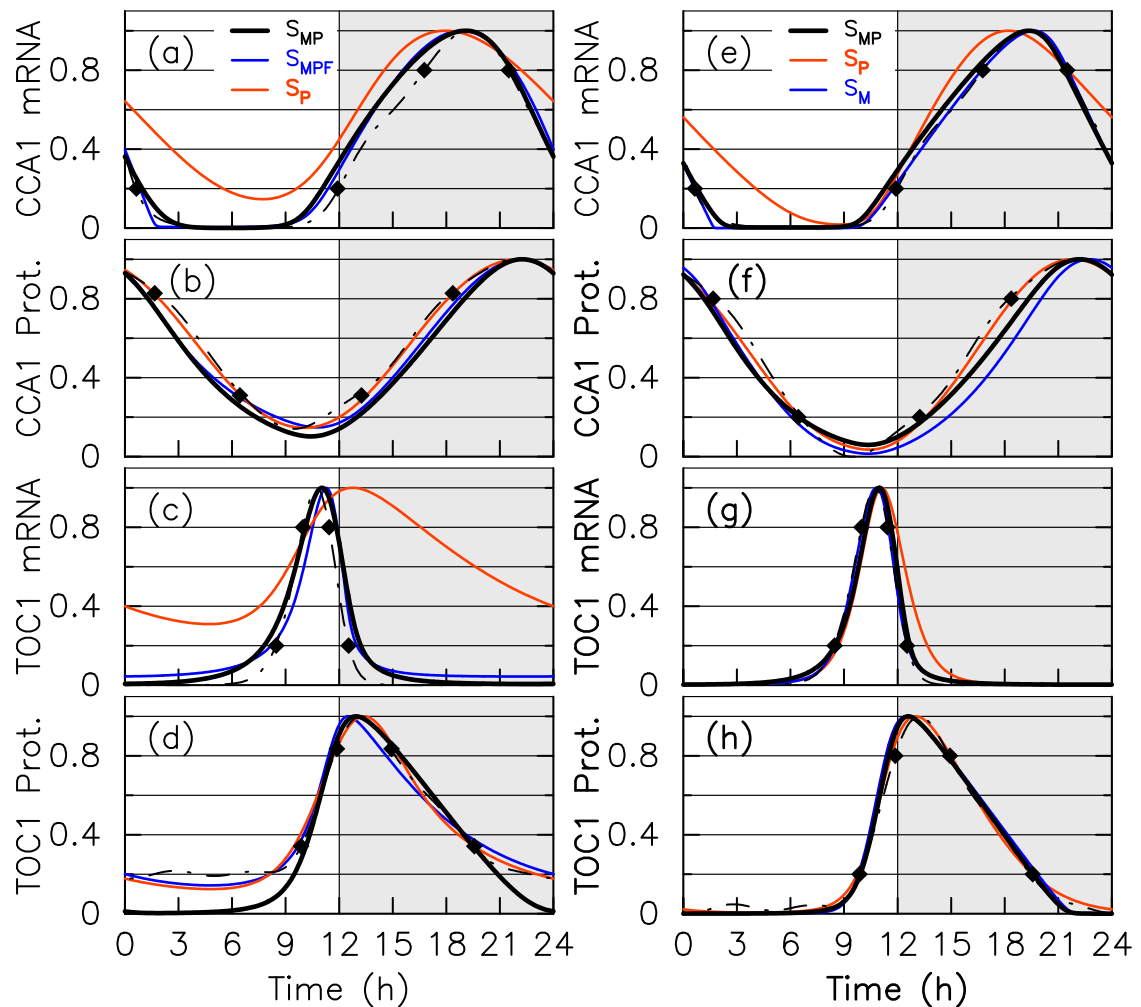 (a)
S_MP
S_MPF
S_P
CCA1 mRNA
0.8
0.4
0
(e)
S_MP
S_P
S_M
CCA1 mRNA
0.8
0.4
0
(b)
CCA1 Prot.
0.8
0.4
0
(f)
CCA1 Prot.
0.8
0.4
0
(c)
TOC1 mRNA
0.8
0.4
0
(g)
TOC1 mRNA
0.8
0.4
0
(d)
TOC1 Prot.
0.8
0.4
0
(h)
TOC1 Prot.
0.8
0.4
0
0 3 6 9 12 15 18 21 24
Time (h)
0 3 6 9 12 15 18 21 24
Time (h)